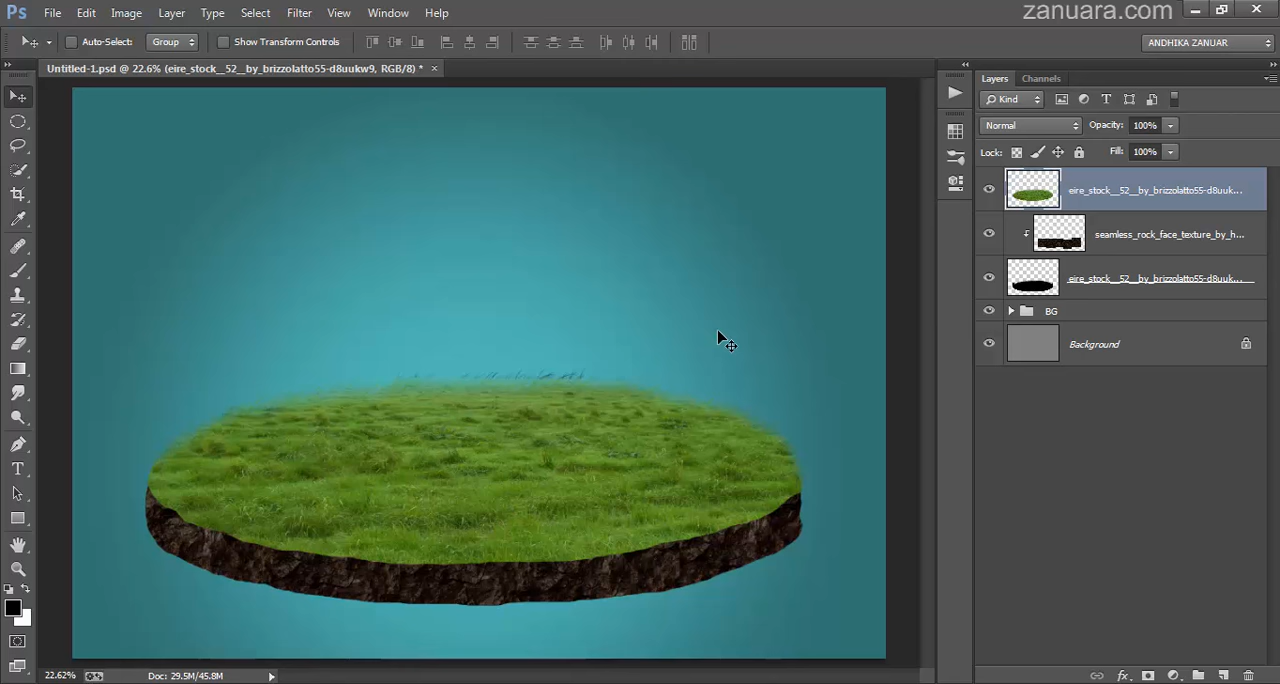 zanuara.com
Ps File Edit Image Layer Type Select Filter View Window Help
Auto-Select: Group Show Transform Controls ANDHIKA ZANUAR
Untitled-1.psd @ 22.6% (eire_stock__52__by_brizzolatto55-d8uukw9, RGB/8) * ×
Layers Channels
Kind
Normal Opacity: 100%
Lock: Fill: 100%
eire_stock__52__by_brizzolatto55-d8uuk...
seamless_rock_face_texture_by_h...
eire_stock__52__by_brizzolatto55-d8uuk...
BG
Background
22.62% Doc: 29.5M/45.8M